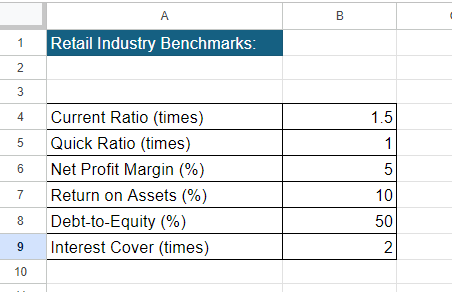 A B
1 Retail Industry Benchmarks:
2
3
4 Current Ratio (times) 1.5
5 Quick Ratio (times) 1
6 Net Profit Margin (%) 5
7 Return on Assets (%) 10
8 Debt-to-Equity (%) 50
9 Interest Cover (times) 2
10